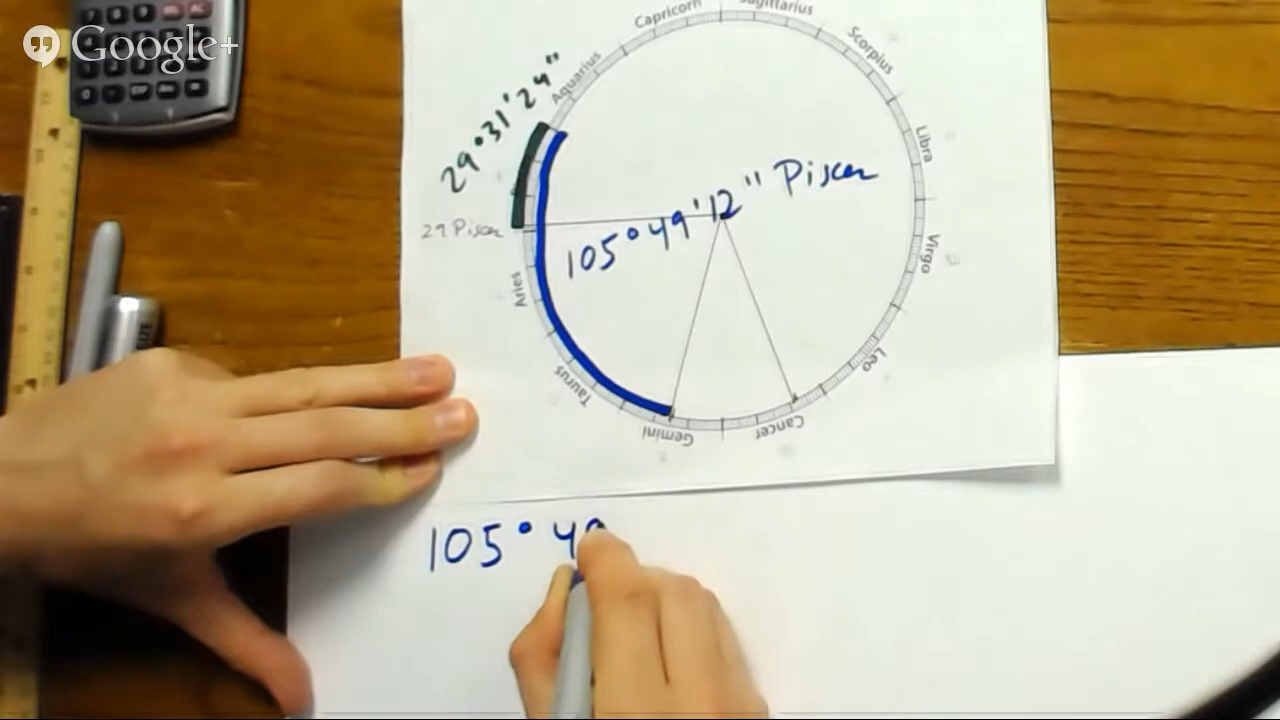 Google+
Capricorn
Sagittarius
Scorpius
Aquarius
29°31'24"
Libra
105°49'12" Pisces
29 Pisces
Virgo
Aries
Leo
Taurus
Cancer
Gemini
105° 49